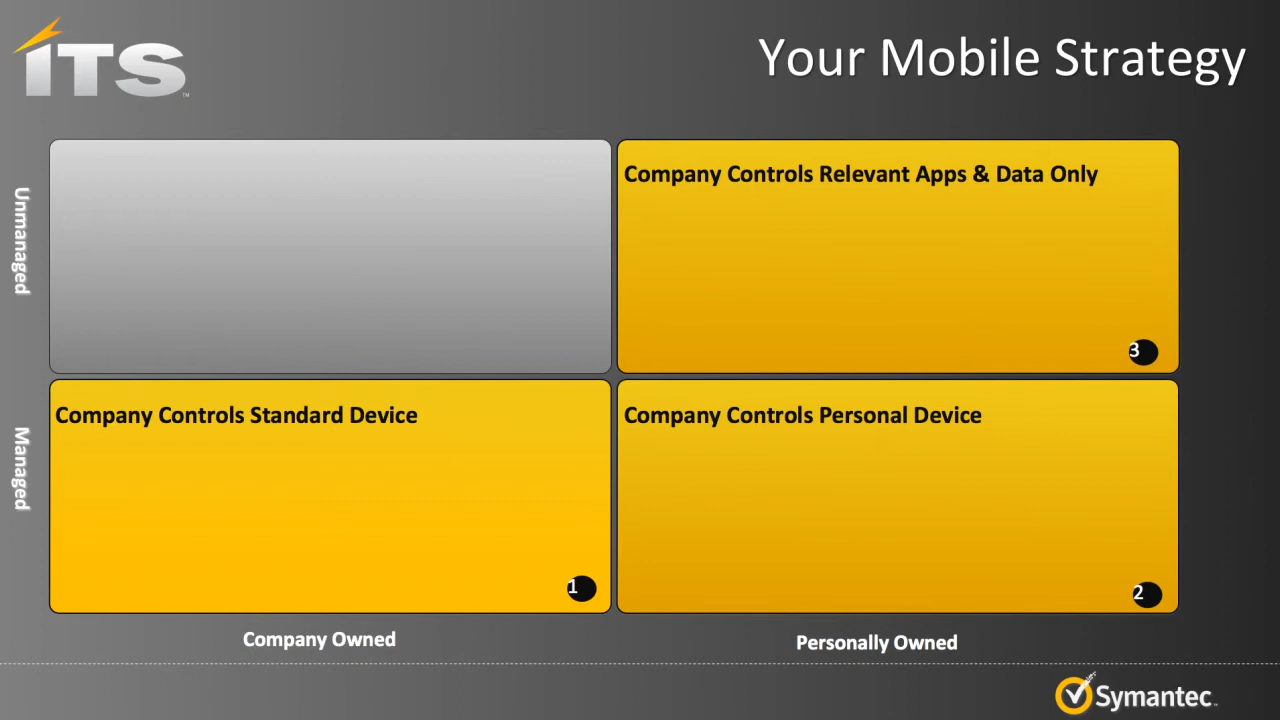 iTS
Your Mobile Strategy
Unmanaged
Company Controls Relevant Apps & Data Only
3
Managed
Company Controls Standard Device
1
Company Controls Personal Device
2
Company Owned
Personally Owned
Symantec